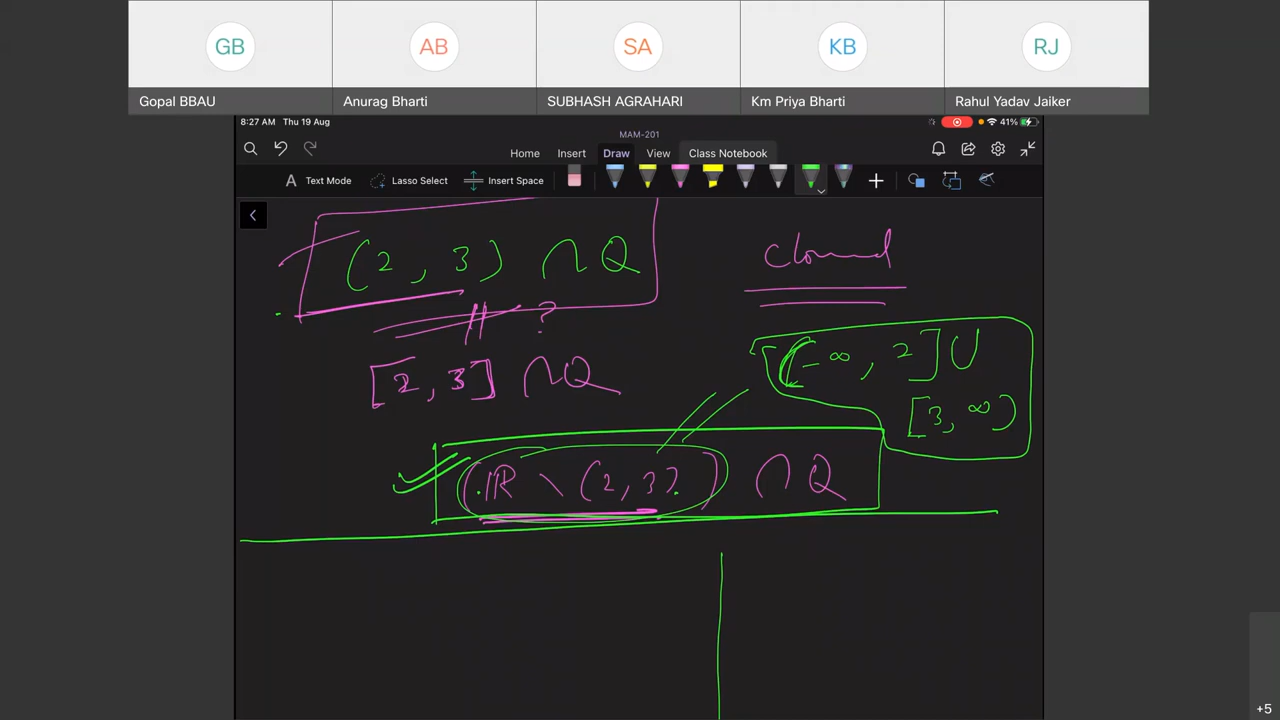 GB AB SA KB RJ
Gopal BBAU Anurag Bharti SUBHASH AGRAHARI Km Priya Bharti Rahul Yadav Jaiker
8:27 AM Thu 19 Aug 41%
MAM-201
Home Insert Draw View Class Notebook
A Text Mode Lasso Select Insert Space
(2, 3) ∩ Q closed
?
[2, 3] ∩ Q
(-∞, 2] ∪
[3, ∞)
(ℝ \ (2, 3)) ∩ Q
+5